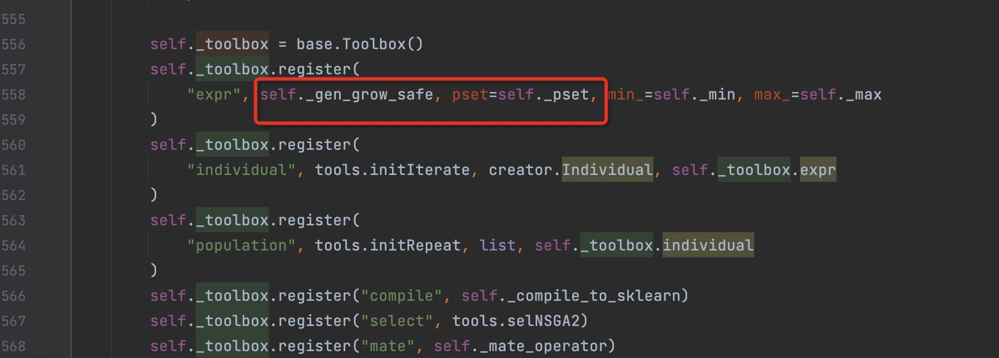 555
556 self._toolbox = base.Toolbox()
557 self._toolbox.register(
558 "expr", self._gen_grow_safe, pset=self._pset, min_=self._min, max_=self._max
559 )
560 self._toolbox.register(
561 "individual", tools.initIterate, creator.Individual, self._toolbox.expr
562 )
563 self._toolbox.register(
564 "population", tools.initRepeat, list, self._toolbox.individual
565 )
566 self._toolbox.register("compile", self._compile_to_sklearn)
567 self._toolbox.register("select", tools.selNSGA2)
568 self._toolbox.register("mate", self._mate_operator)